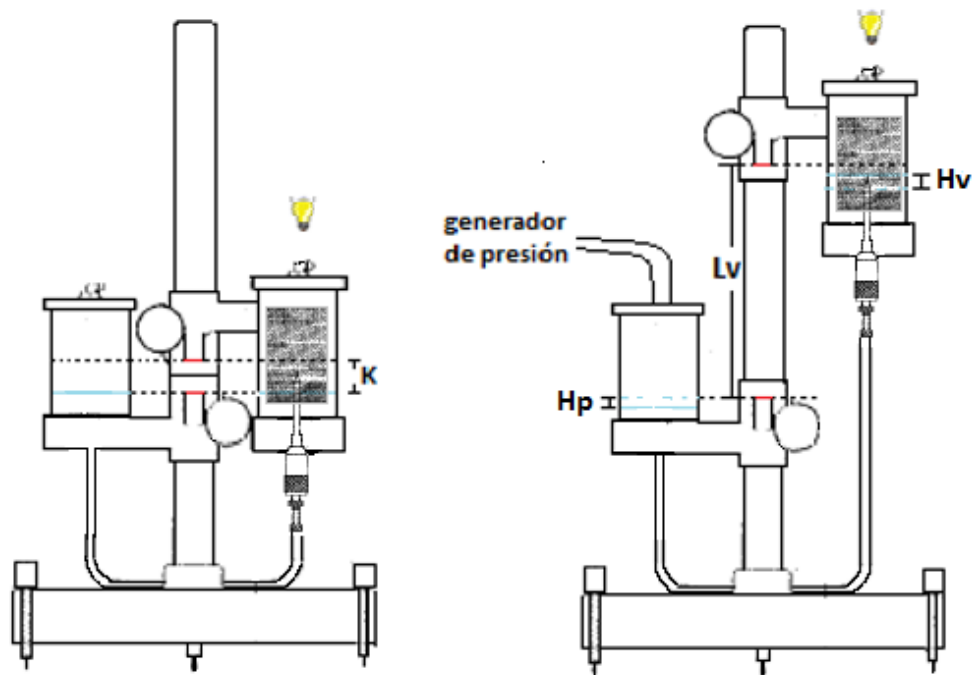 K
generador
de presión
Lv
Hv
Hp